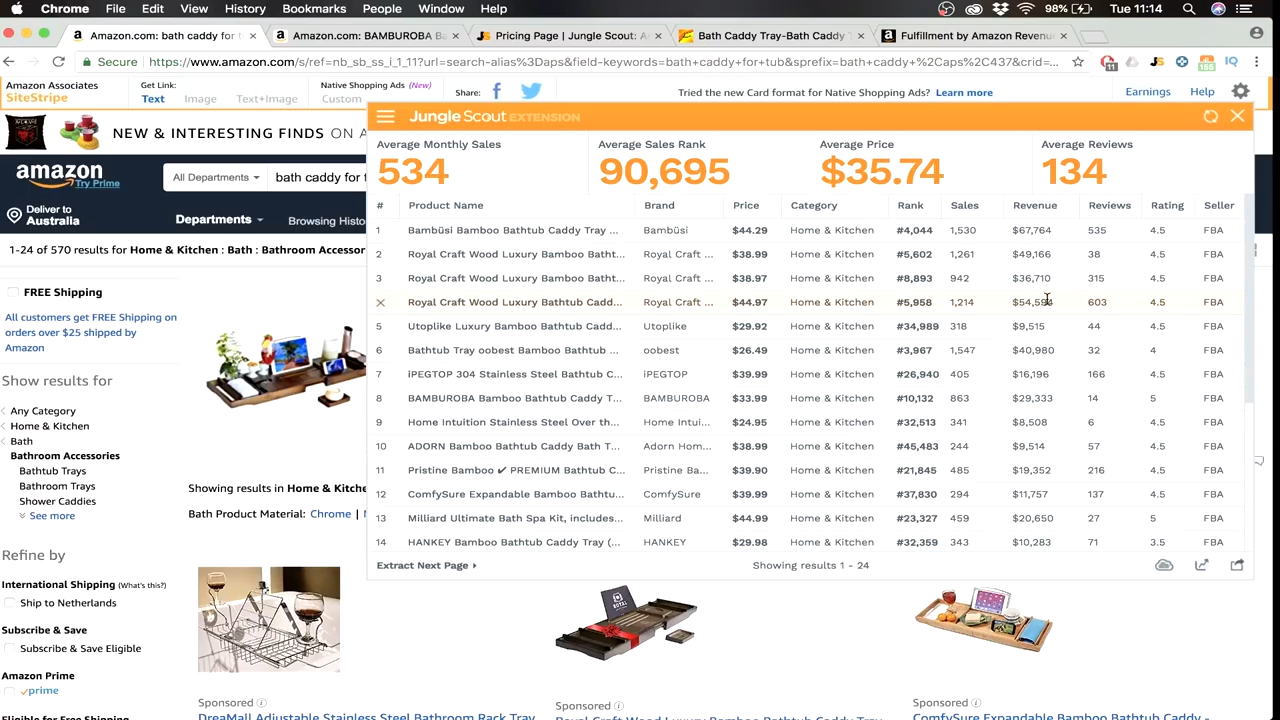 Chrome File Edit View History Bookmarks People Window Help 98% Tue 11:14
Amazon.com: bath caddy for t Amazon.com: BAMBUROBA Ba Pricing Page | Jungle Scout: A Bath Caddy Tray-Bath Caddy T Fulfillment by Amazon Revenue
Secure https://www.amazon.com/s/ref=nb_sb_ss_i_1_11?url=search-alias%3Daps&field-keywords=bath+caddy+for+tub&sprefix=bath+caddy+%2Caps%2C437&crid=...
Amazon Associates
SiteStripe
Get Link:
Text Image Text+Image
Native Shopping Ads (New)
Custom
Share:
Tried the new Card format for Native Shopping Ads? Learn more
Earnings Help
NEW & INTERESTING FINDS ON A
amazon
Try Prime
All Departments
bath caddy for t
Deliver to
Australia
Departments Browsing Histo
1-24 of 570 results for Home & Kitchen : Bath : Bathroom Accessor
FREE Shipping
All customers get FREE Shipping on
orders over $25 shipped by
Amazon
Show results for
Any Category
Home & Kitchen
Bath
Bathroom Accessories
Bathtub Trays
Bathroom Trays
Shower Caddies
See more
Refine by
International Shipping (What's this?)
Ship to Netherlands
Subscribe & Save
Subscribe & Save Eligible
Amazon Prime
prime
Eligible for Free Shipping
Showing results in Home & Kitche
Bath Product Material: Chrome |
Jungle Scout EXTENSION
Average Monthly Sales
534
Average Sales Rank
90,695
Average Price
$35.74
Average Reviews
134
# Product Name Brand Price Category Rank Sales Revenue Reviews Rating Seller
1 Bambüsi Bamboo Bathtub Caddy Tray ... Bambüsi $44.29 Home & Kitchen #4,044 1,530 $67,764 535 4.5 FBA
2 Royal Craft Wood Luxury Bamboo Batht... Royal Craft ... $38.99 Home & Kitchen #5,602 1,261 $49,166 38 4.5 FBA
3 Royal Craft Wood Luxury Bamboo Batht... Royal Craft ... $38.97 Home & Kitchen #8,893 942 $36,710 315 4.5 FBA
Royal Craft Wood Luxury Bathtub Cadd... Royal Craft ... $44.97 Home & Kitchen #5,958 1,214 603 4.5 FBA
5 Utoplike Luxury Bamboo Bathtub Cadd... Utoplike $29.92 Home & Kitchen #34,989 318 $9,515 44 4.5 FBA
6 Bathtub Tray oobest Bamboo Bathtub ... oobest $26.49 Home & Kitchen #3,967 1,547 $40,980 32 4 FBA
7 iPEGTOP 304 Stainless Steel Bathtub C... iPEGTOP $39.99 Home & Kitchen #26,940 405 $16,196 166 4.5 FBA
8 BAMBUROBA Bamboo Bathtub Caddy T... BAMBUROBA $33.99 Home & Kitchen #10,132 863 $29,333 14 5 FBA
9 Home Intuition Stainless Steel Over th... Home Intui... $24.95 Home & Kitchen #32,513 341 $8,508 6 4.5 FBA
10 ADORN Bamboo Bathtub Caddy Bath T... Adorn Hom... $38.99 Home & Kitchen #45,483 244 $9,514 57 4.5 FBA
11 Pristine Bamboo ✔ PREMIUM Bathtub C... Pristine Ba... $39.90 Home & Kitchen #21,845 485 $19,352 216 4.5 FBA
12 ComfySure Expandable Bamboo Bathtu... ComfySure $39.99 Home & Kitchen #37,830 294 $11,757 137 4.5 FBA
13 Milliard Ultimate Bath Spa Kit, includes... Milliard $44.99 Home & Kitchen #23,327 459 $20,650 27 5 FBA
14 HANKEY Bamboo Bathtub Caddy Tray (... HANKEY $29.98 Home & Kitchen #32,359 343 $10,283 71 3.5 FBA
Extract Next Page Showing results 1 - 24
Sponsored
DreaMall Adjustable Stainless Steel Bathroom Rack Tray
Sponsored
Royal Craft Wood Luxury Bamboo Bathtub Caddy Tray
Sponsored
ComfySure Expandable Bamboo Bathtub Caddy -